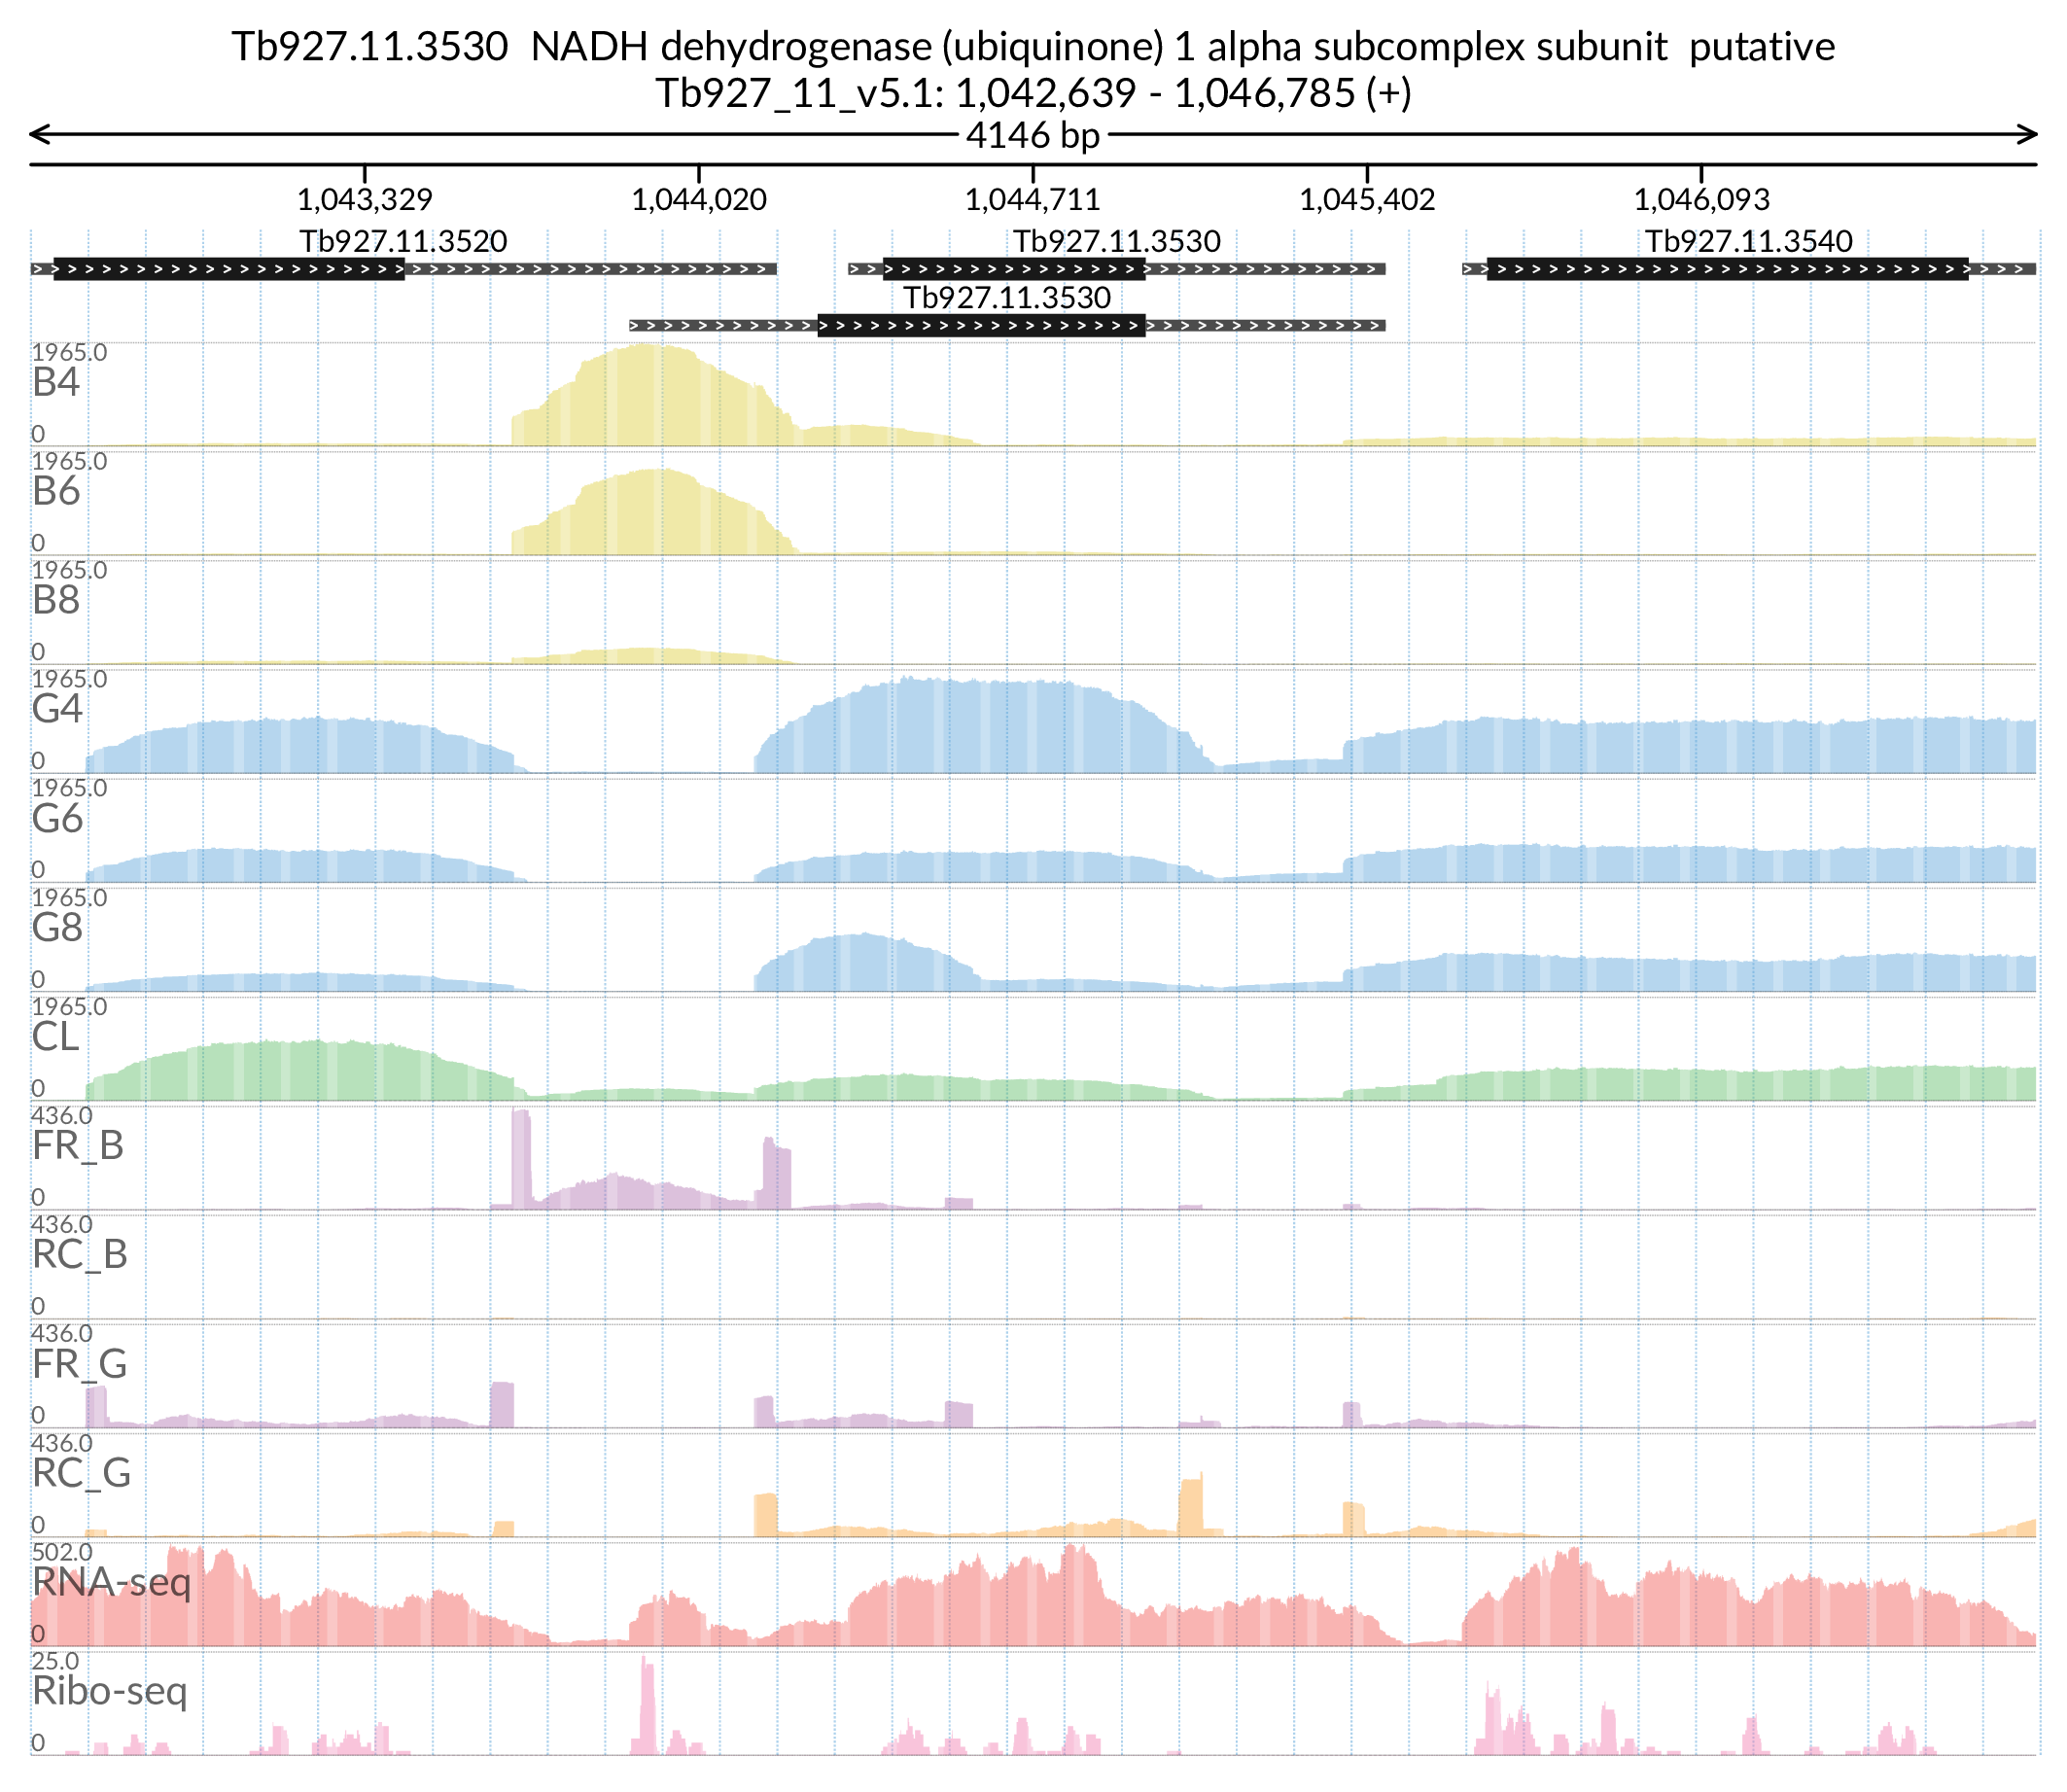 Tb927.11.3530  NADH dehydrogenase (ubiquinone) 1 alpha subcomplex subunit  putative
Tb927_11_v5.1: 1,042,639 - 1,046,785 (+)
4146 bp
1,043,329 1,044,020 1,044,711 1,045,402 1,046,093
Tb927.11.3520 Tb927.11.3530 Tb927.11.3540
Tb927.11.3530
1965.0
B4
0
1965.0
B6
0
1965.0
B8
0
1965.0
G4
0
1965.0
G6
0
1965.0
G8
0
1965.0
CL
0
436.0
FR_B
0
436.0
RC_B
0
436.0
FR_G
0
436.0
RC_G
0
502.0
RNA-seq
0
25.0
Ribo-seq
0